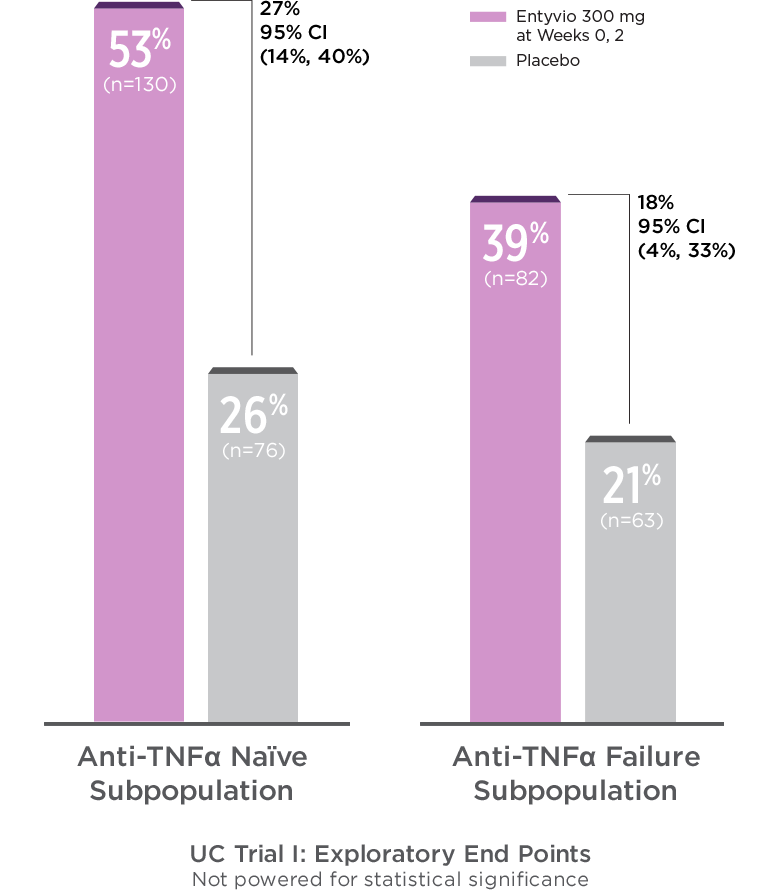 53%
(n=130)
27%
95% CI
(14%, 40%)
26%
(n=76)
Entyvio 300 mg
at Weeks 0, 2
Placebo
39%
(n=82)
18%
95% CI
(4%, 33%)
21%
(n=63)
Anti-TNFα Naïve
Subpopulation
Anti-TNFα Failure
Subpopulation
UC Trial I: Exploratory End Points
Not powered for statistical significance